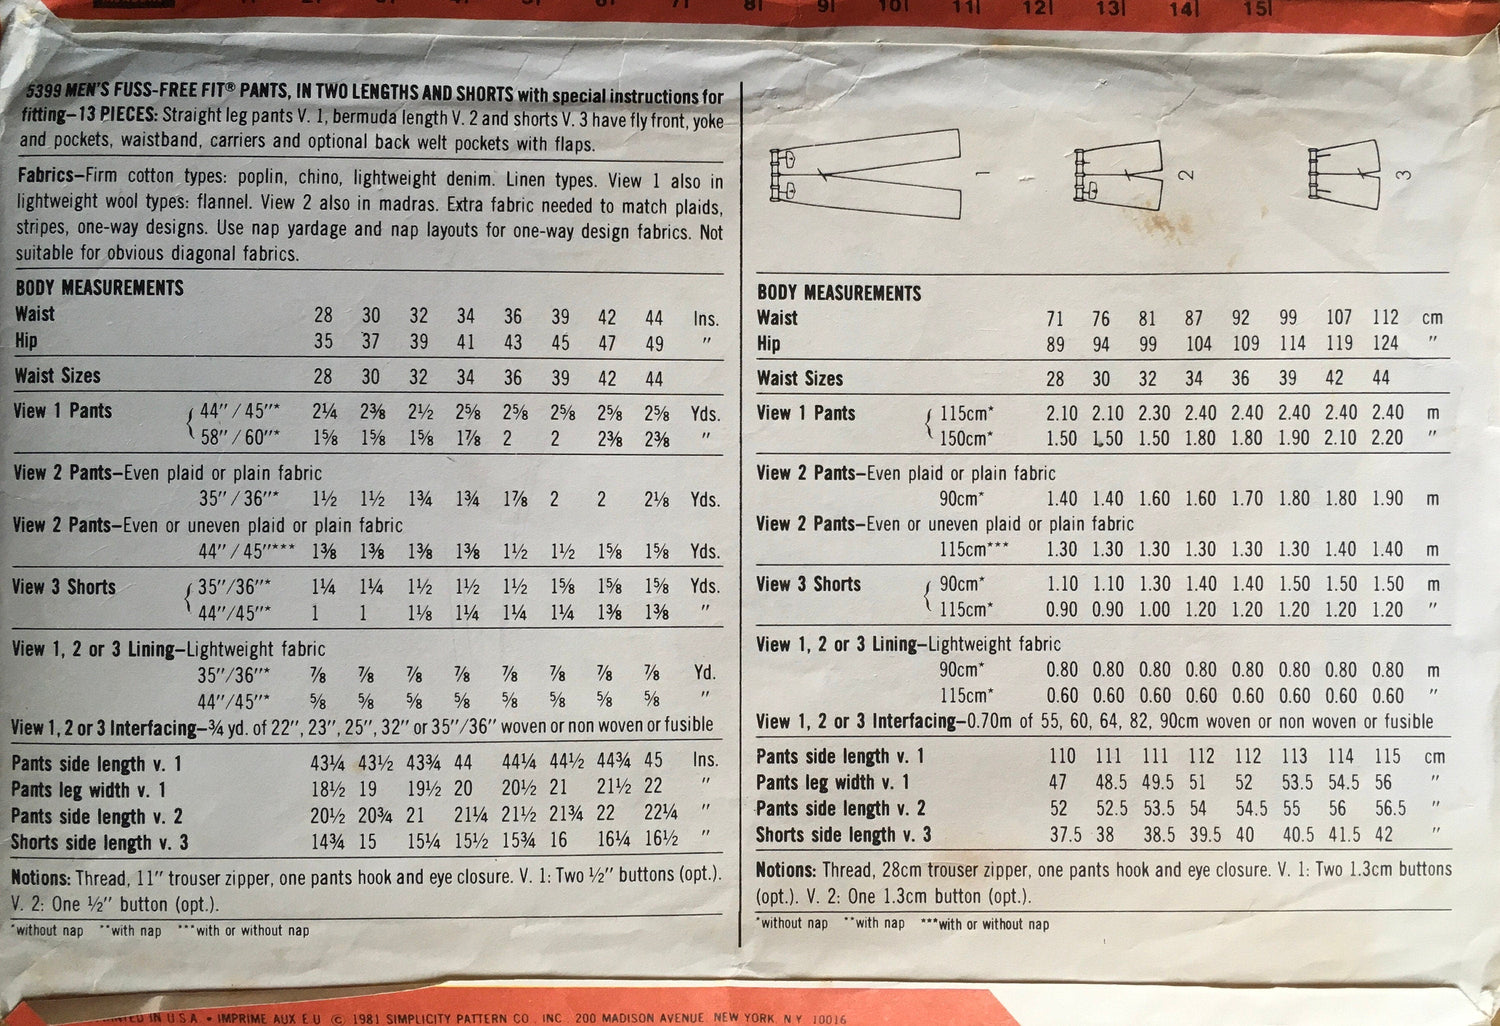 8| 9| 10| 11| 12| 13| 14| 15|
5399 MEN'S FUSS-FREE FIT® PANTS, IN TWO LENGTHS AND SHORTS with special instructions for
fitting–13 PIECES: Straight leg pants V. 1, bermuda length V. 2 and shorts V. 3 have fly front, yoke
and pockets, waistband, carriers and optional back welt pockets with flaps.
Fabrics–Firm cotton types: poplin, chino, lightweight denim. Linen types. View 1 also in
lightweight wool types: flannel. View 2 also in madras. Extra fabric needed to match plaids,
stripes, one-way designs. Use nap yardage and nap layouts for one-way design fabrics. Not
suitable for obvious diagonal fabrics.
BODY MEASUREMENTS
Waist 28 30 32 34 36 39 42 44 Ins.
Hip 35 37 39 41 43 45 47 49 "
Waist Sizes 28 30 32 34 36 39 42 44
View 1 Pants 44"/45"* 2¼ 2⅜ 2½ 2⅝ 2⅝ 2⅝ 2⅝ 2⅝ Yds.
58"/60"* 1⅝ 1⅝ 1⅝ 1⅞ 2 2 2⅜ 2⅜ "
View 2 Pants–Even plaid or plain fabric
35"/36"* 1½ 1½ 1¾ 1¾ 1⅞ 2 2 2⅛ Yds.
View 2 Pants–Even or uneven plaid or plain fabric
44"/45"*** 1⅜ 1⅜ 1⅜ 1⅜ 1½ 1½ 1⅝ 1⅝ Yds.
View 3 Shorts 35"/36"* 1¼ 1¼ 1½ 1½ 1½ 1⅝ 1⅝ 1⅝ Yds.
44"/45"* 1 1 1⅛ 1¼ 1¼ 1¼ 1⅜ 1⅜ "
View 1, 2 or 3 Lining–Lightweight fabric
35"/36"* ⅞ ⅞ ⅞ ⅞ ⅞ ⅞ ⅞ ⅞ Yd.
44"/45"* ⅝ ⅝ ⅝ ⅝ ⅝ ⅝ ⅝ ⅝ "
View 1, 2 or 3 Interfacing–¾ yd. of 22", 23", 25", 32" or 35"/36" woven or non woven or fusible
Pants side length v. 1 43¼ 43½ 43¾ 44 44¼ 44½ 44¾ 45 Ins.
Pants leg width v. 1 18½ 19 19½ 20 20½ 21 21½ 22 "
Pants side length v. 2 20½ 20¾ 21 21¼ 21½ 21¾ 22 22¼ "
Shorts side length v. 3 14¾ 15 15¼ 15½ 15¾ 16 16¼ 16½ "
Notions: Thread, 11" trouser zipper, one pants hook and eye closure. V. 1: Two ½" buttons (opt.).
V. 2: One ½" button (opt.).
*without nap **with nap ***with or without nap
1 2 3
BODY MEASUREMENTS
Waist 71 76 81 87 92 99 107 112 cm
Hip 89 94 99 104 109 114 119 124 "
Waist Sizes 28 30 32 34 36 39 42 44
View 1 Pants 115cm* 2.10 2.10 2.30 2.40 2.40 2.40 2.40 2.40 m
150cm* 1.50 1.50 1.50 1.80 1.80 1.90 2.10 2.20 "
View 2 Pants–Even plaid or plain fabric
90cm* 1.40 1.40 1.60 1.60 1.70 1.80 1.80 1.90 m
View 2 Pants–Even or uneven plaid or plain fabric
115cm*** 1.30 1.30 1.30 1.30 1.30 1.30 1.40 1.40 m
View 3 Shorts 90cm* 1.10 1.10 1.30 1.40 1.40 1.50 1.50 1.50 m
115cm* 0.90 0.90 1.00 1.20 1.20 1.20 1.20 1.20 "
View 1, 2 or 3 Lining–Lightweight fabric
90cm* 0.80 0.80 0.80 0.80 0.80 0.80 0.80 0.80 m
115cm* 0.60 0.60 0.60 0.60 0.60 0.60 0.60 0.60 "
View 1, 2 or 3 Interfacing–0.70m of 55, 60, 64, 82, 90cm woven or non woven or fusible
Pants side length v. 1 110 111 111 112 112 113 114 115 cm
Pants leg width v. 1 47 48.5 49.5 51 52 53.5 54.5 56 "
Pants side length v. 2 52 52.5 53.5 54 54.5 55 56 56.5 "
Shorts side length v. 3 37.5 38 38.5 39.5 40 40.5 41.5 42 "
Notions: Thread, 28cm trouser zipper, one pants hook and eye closure. V. 1: Two 1.3cm buttons
(opt.). V. 2: One 1.3cm button (opt.).
*without nap **with nap ***with or without nap
IN U.S.A. • IMPRIME AUX E.U © 1981 SIMPLICITY PATTERN CO., INC., 200 MADISON AVENUE, NEW YORK, N.Y. 10016